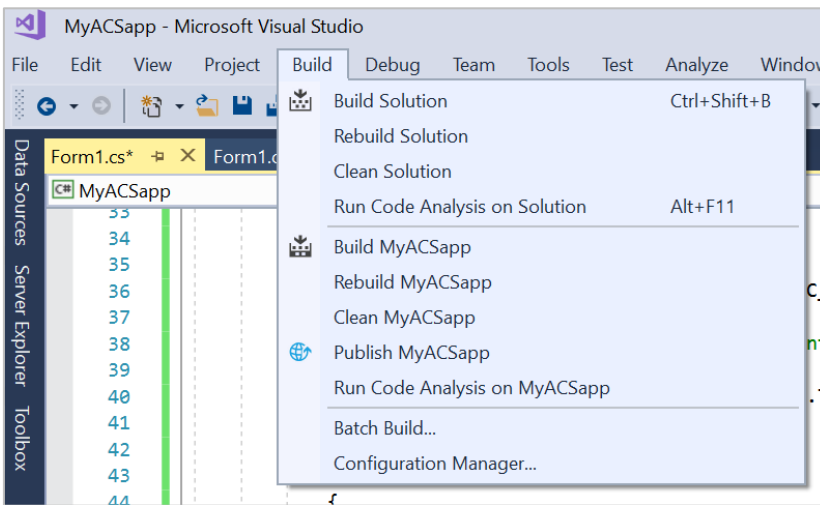 MyACSapp - Microsoft Visual Studio
File Edit View Project Build Debug Team Tools Test Analyze Window
Build Solution Ctrl+Shift+B
Rebuild Solution
Clean Solution
Run Code Analysis on Solution Alt+F11
Build MyACSapp
Rebuild MyACSapp
Clean MyACSapp
Publish MyACSapp
Run Code Analysis on MyACSapp
Batch Build...
Configuration Manager...
Data Sources
Server Explorer
Toolbox
Form1.cs* Form1.c
C# MyACSapp
33
34
35
36
37
38
39
40
41
42
43
44 {